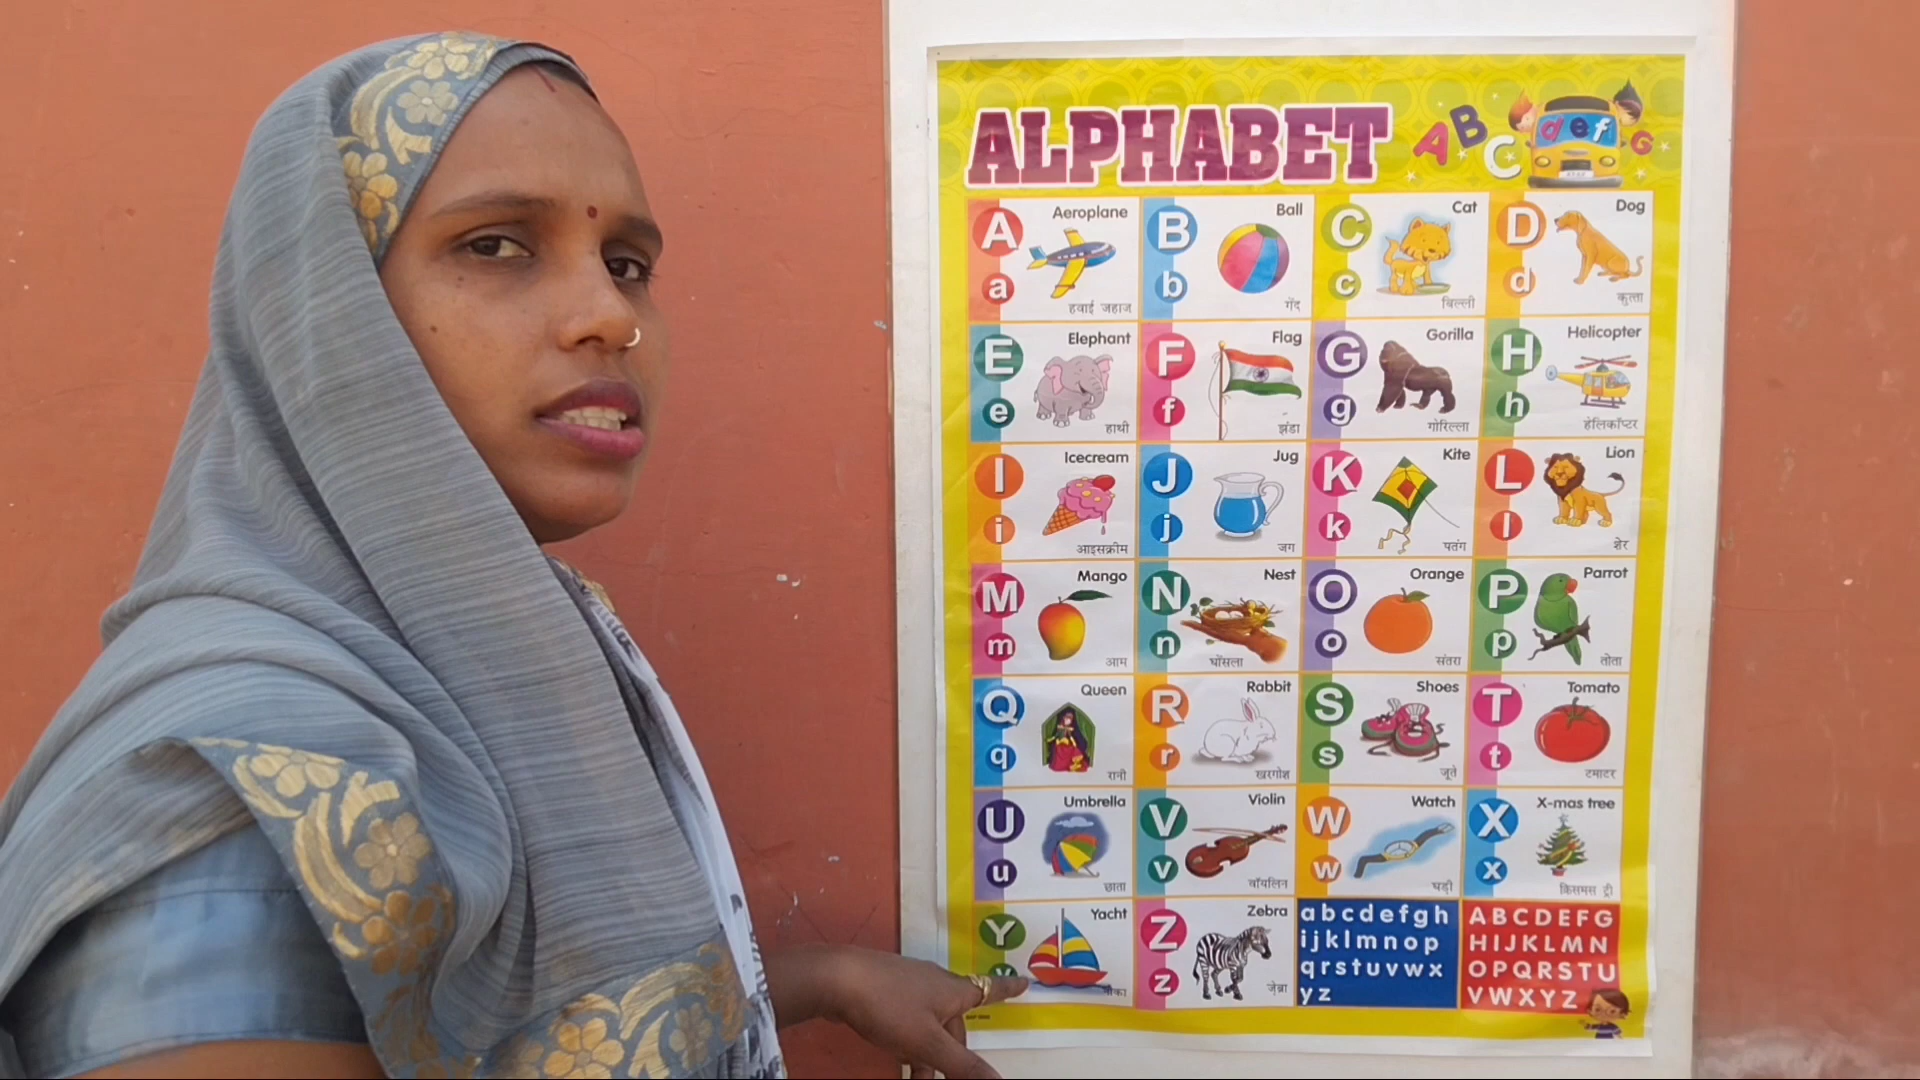 ALPHABET
A B C d e f G
A Aeroplane
a हवाई जहाज
B Ball
b गेंद
C Cat
c बिल्ली
D Dog
d कुत्ता
E Elephant
e हाथी
F Flag
f झंडा
G Gorilla
g गोरिल्ला
H Helicopter
h हेलिकॉप्टर
I Icecream
i आइसक्रीम
J Jug
j जग
K Kite
k पतंग
L Lion
l शेर
M Mango
m आम
N Nest
n घोंसला
O Orange
o संतरा
P Parrot
p तोता
Q Queen
q रानी
R Rabbit
r खरगोश
S Shoes
s जूते
T Tomato
t टमाटर
U Umbrella
u छाता
V Violin
v वॉयलिन
W Watch
w घड़ी
X X-mas tree
x क्रिसमस ट्री
Y Yacht
y
Z Zebra
z ज़ेब्रा
a b c d e f g h
i j k l m n o p
q r s t u v w x
y z
A B C D E F G
H I J K L M N
O P Q R S T U
V W X Y Z